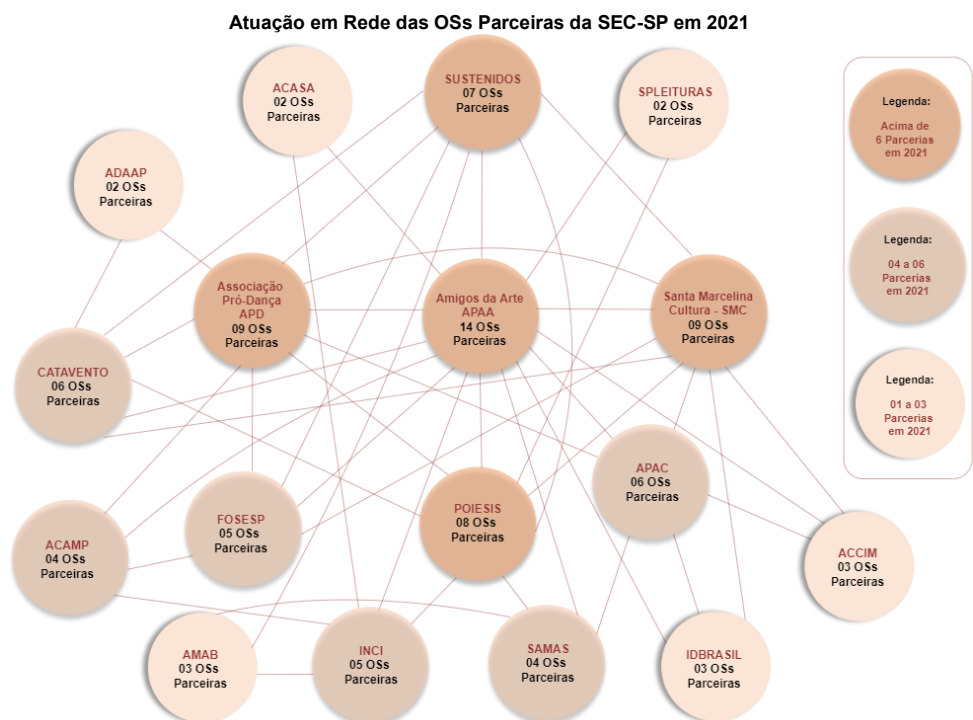 Atuação em Rede das OSs Parceiras da SEC-SP em 2021
SUSTENIDOS
07 OSs
Parceiras
ACASA
02 OSs
Parceiras
SPLEITURAS
02 OSs
Parceiras
Legenda:
Acima de
6 Parcerias
em 2021
ADAAP
02 OSs
Parceiras
Legenda:
04 a 06
Parcerias
em 2021
Associação
Pró-Dança
APD
09 OSs
Parceiras
Amigos da Arte
APAA
14 OSs
Parceiras
Santa Marcelina
Cultura - SMC
09 OSs
Parceiras
CATAVENTO
06 OSs
Parceiras
Legenda:
01 a 03
Parcerias
em 2021
APAC
06 OSs
Parceiras
FOSESP
05 OSs
Parceiras
POIESIS
08 OSs
Parceiras
ACAMP
04 OSs
Parceiras
ACCIM
03 OSs
Parceiras
AMAB
03 OSs
Parceiras
INCI
05 OSs
Parceiras
SAMAS
04 OSs
Parceiras
IDBRASIL
03 OSs
Parceiras